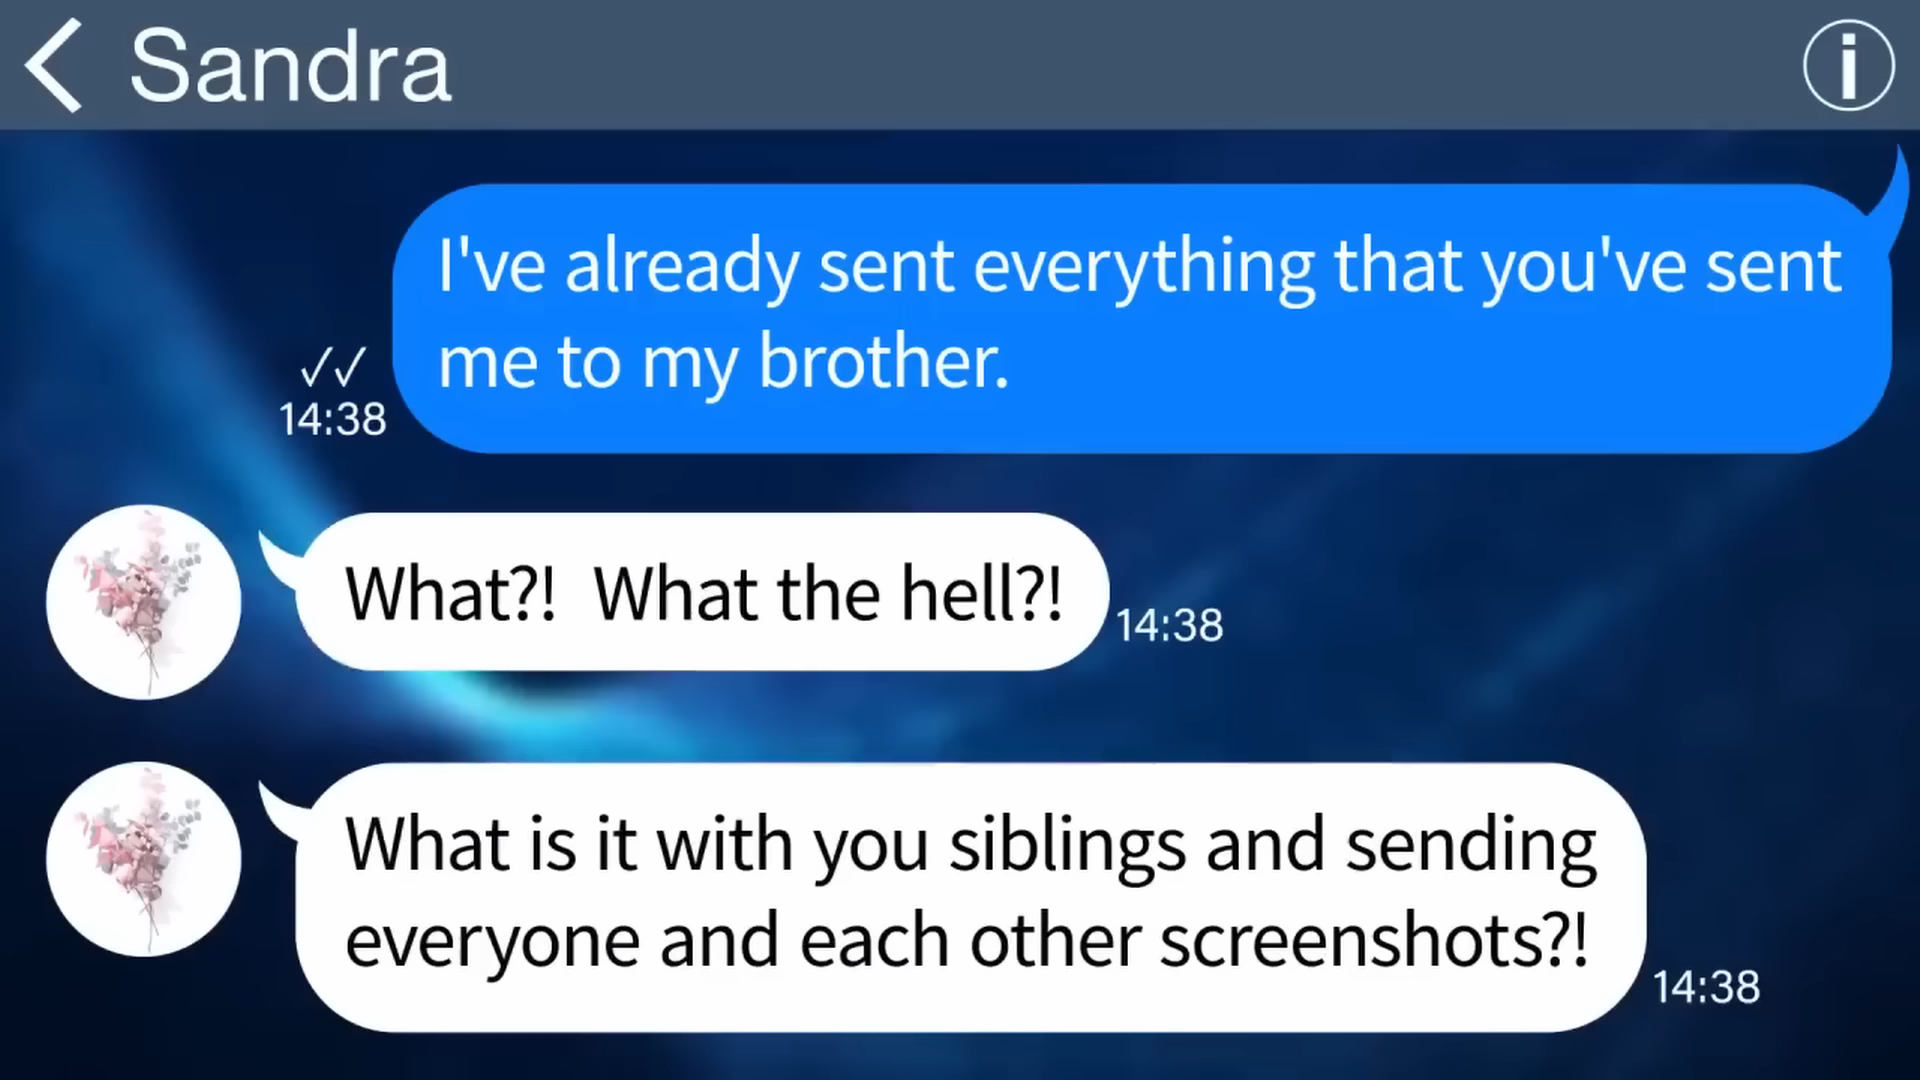 Sandra
I've already sent everything that you've sent
me to my brother.
✓✓
14:38
What?!  What the hell?!
14:38
What is it with you siblings and sending
everyone and each other screenshots?!
14:38